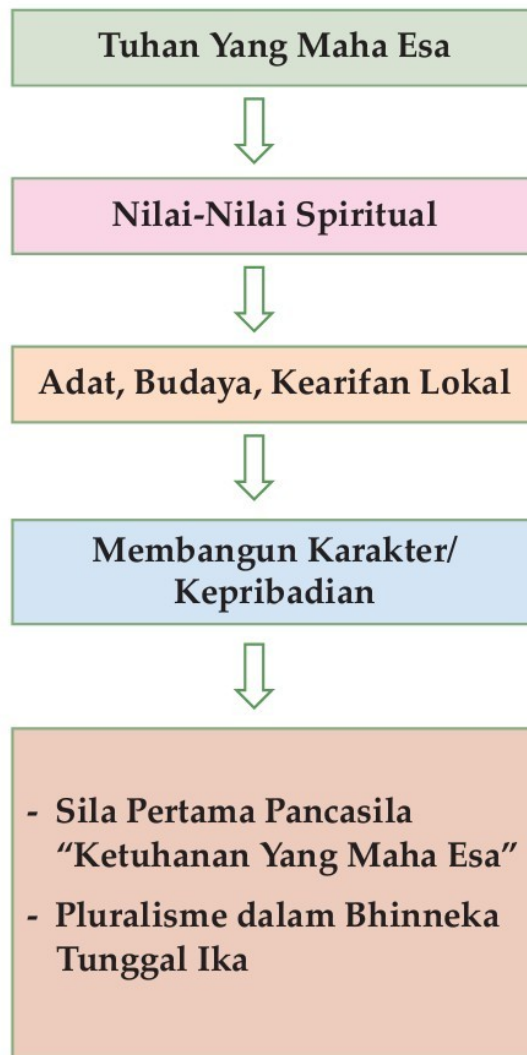 Tuhan Yang Maha Esa
Nilai-Nilai Spiritual
Adat, Budaya, Kearifan Lokal
Membangun Karakter/
Kepribadian
- Sila Pertama Pancasila
“Ketuhanan Yang Maha Esa”
- Pluralisme dalam Bhinneka
Tunggal Ika